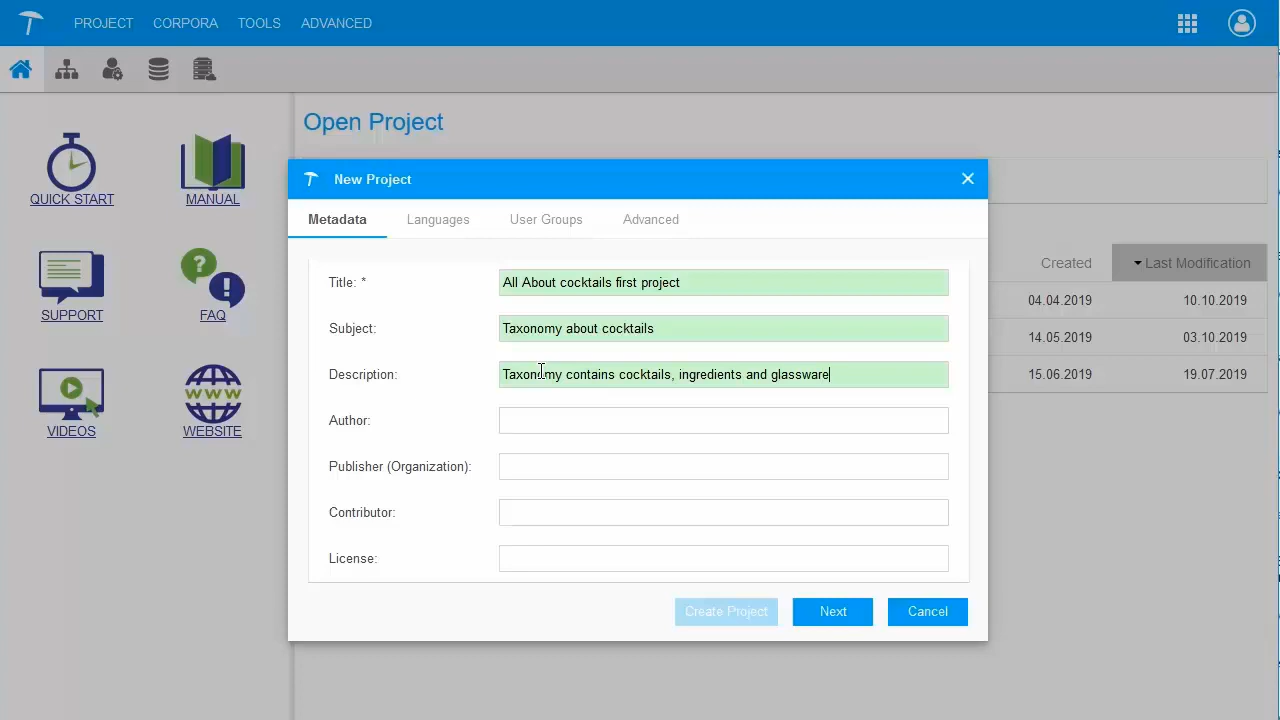 PROJECT CORPORA TOOLS ADVANCED
Open Project
QUICK START MANUAL
SUPPORT FAQ
VIDEOS WEBSITE
WWW
Created Last Modification
04.04.2019 10.10.2019
14.05.2019 03.10.2019
15.06.2019 19.07.2019
New Project
Metadata Languages User Groups Advanced
Title: * All About cocktails first project
Subject: Taxonomy about cocktails
Description: Taxonomy contains cocktails, ingredients and glassware
Author:
Publisher (Organization):
Contributor:
License:
Create Project Next Cancel